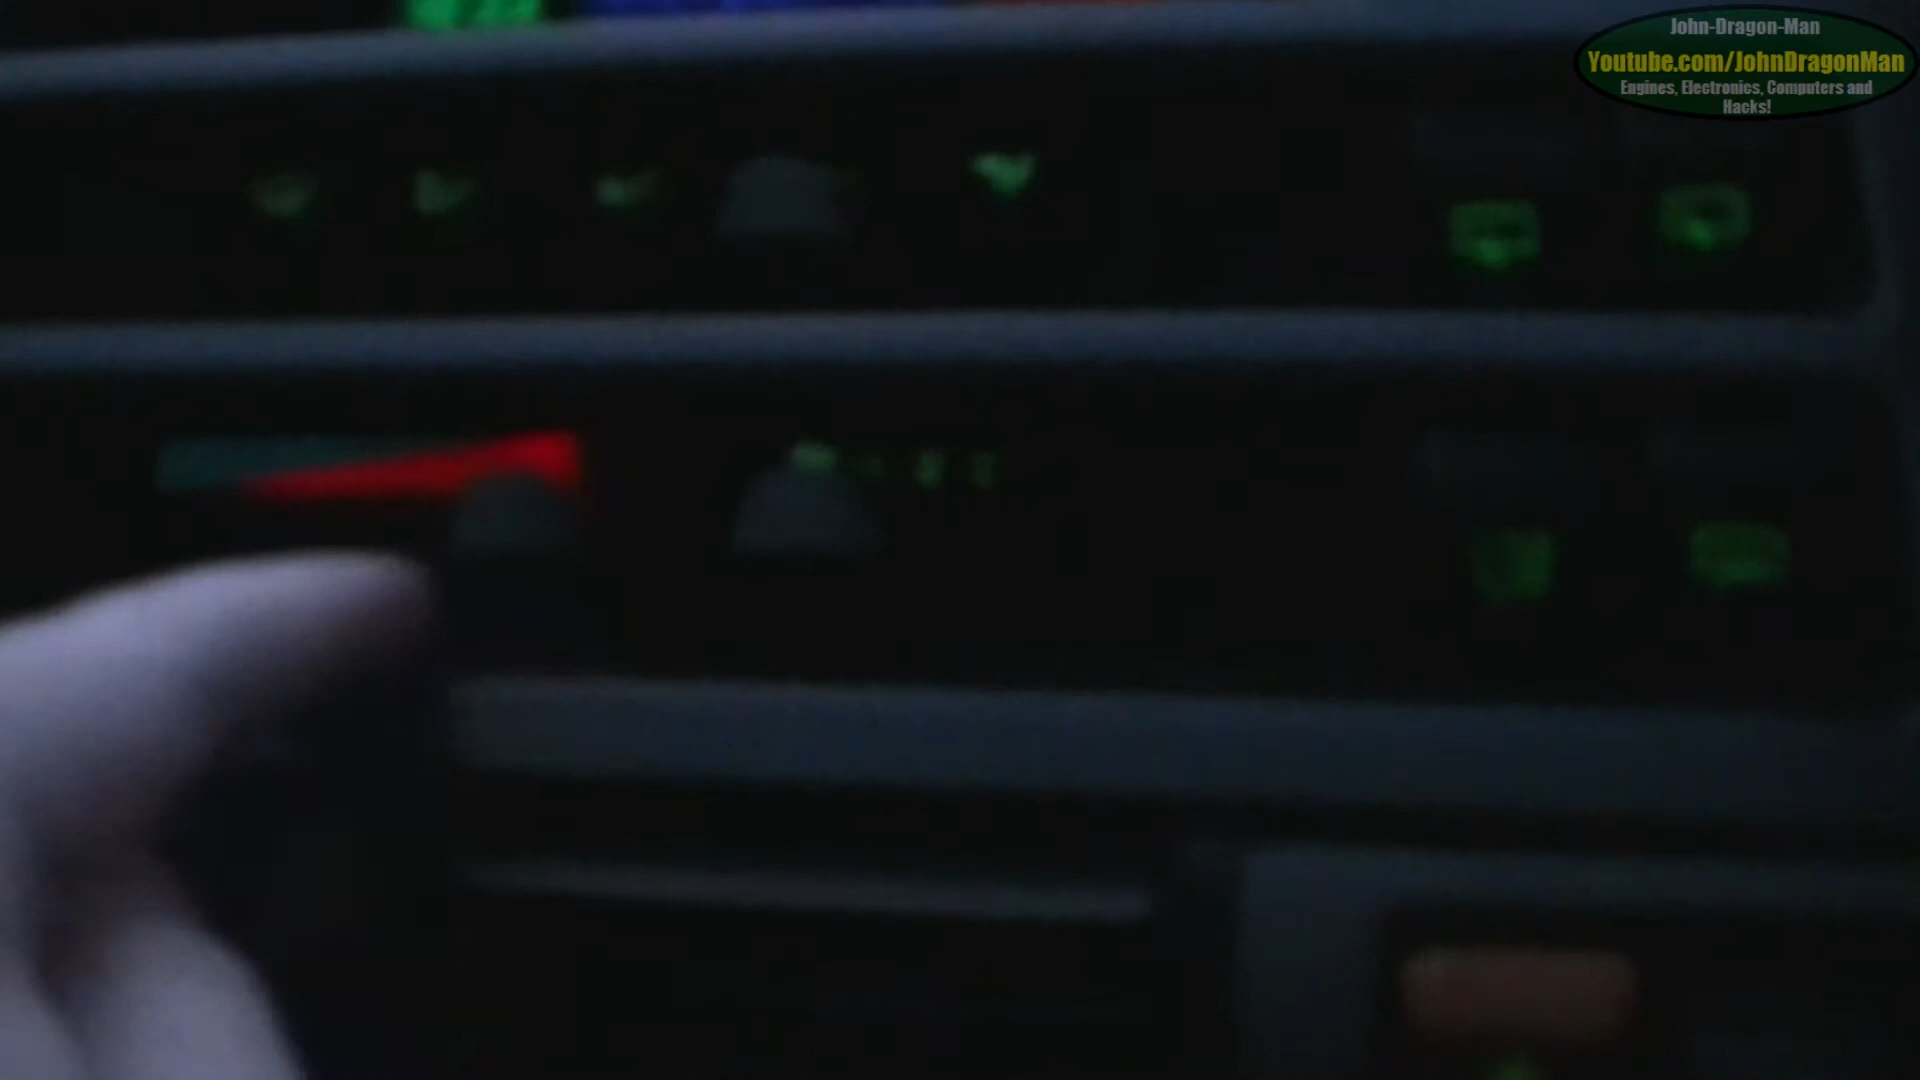 John-Dragon-Man
Youtube.com/JohnDragonMan
Engines, Electronics, Computers and
Hacks!